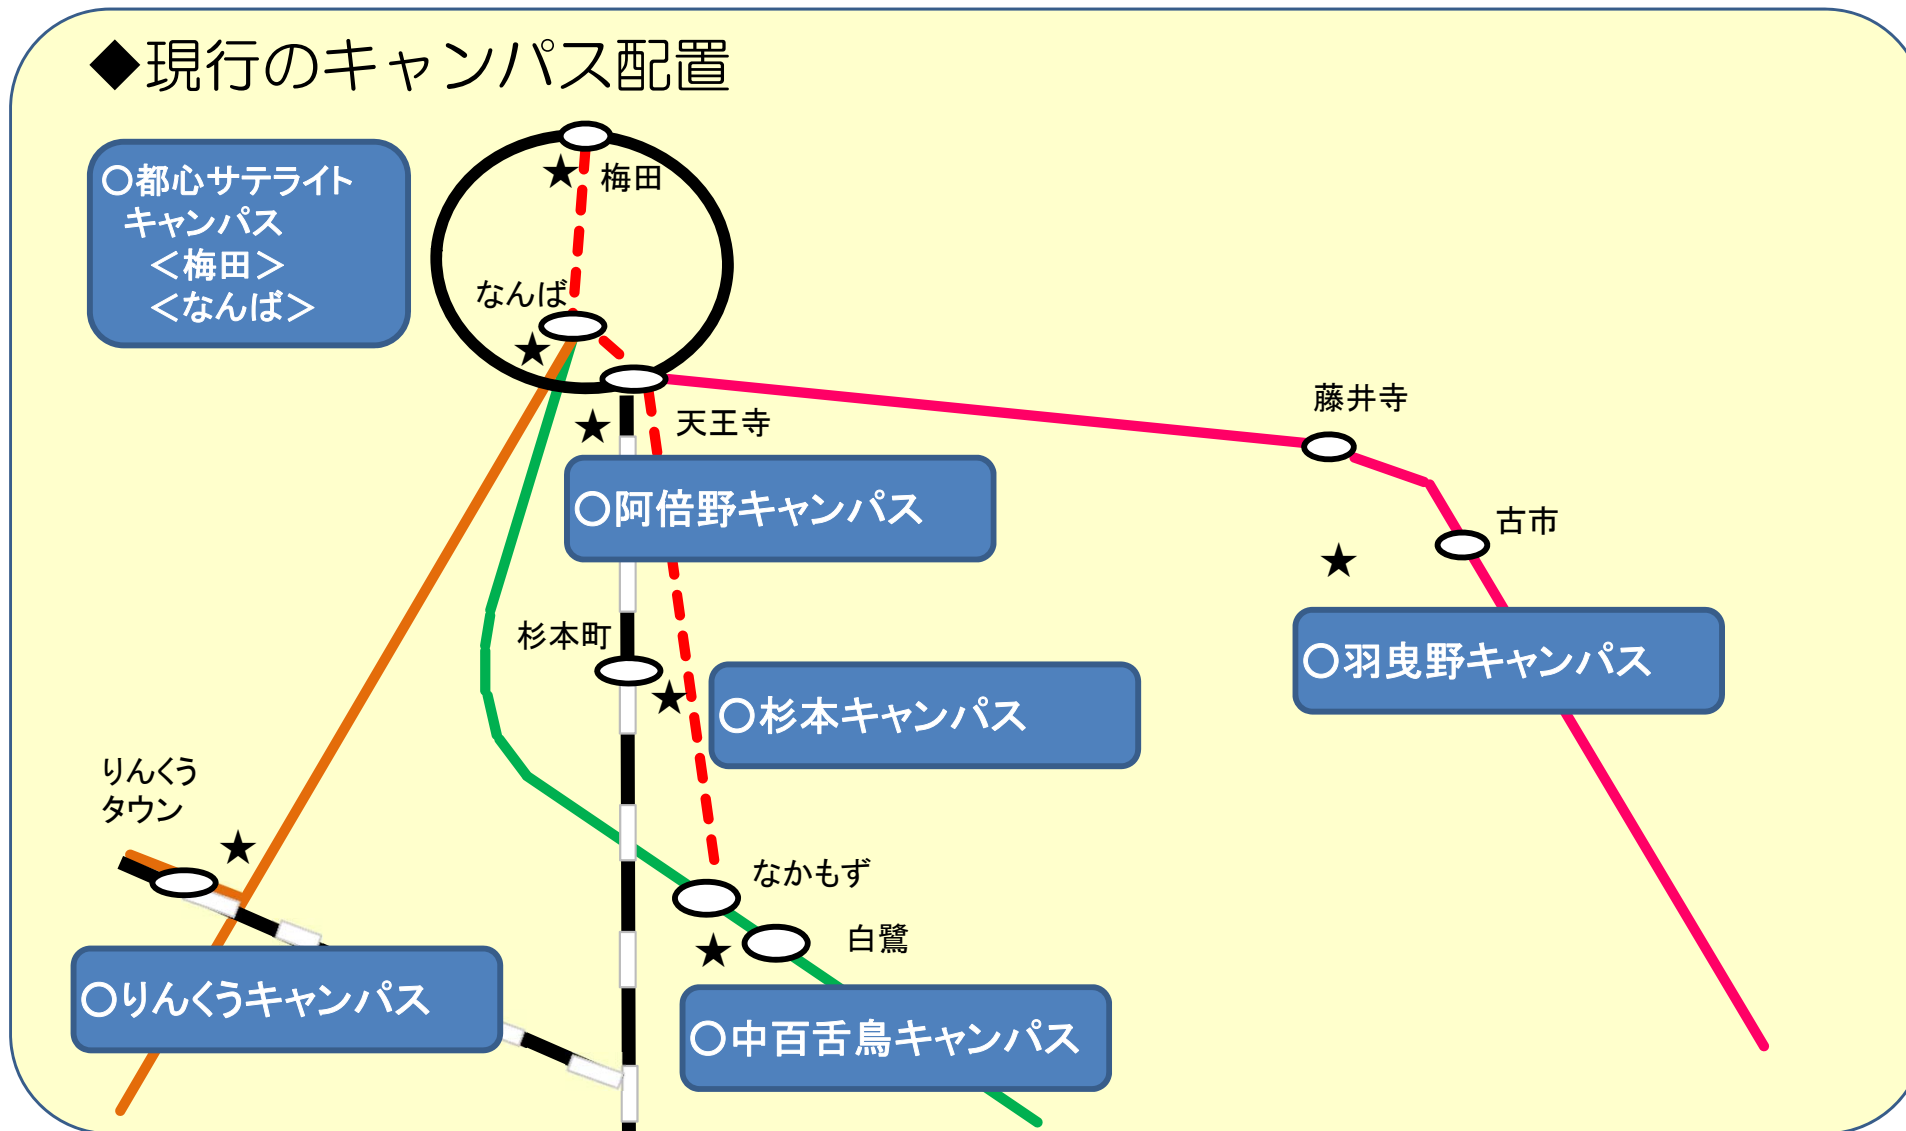 ◆現行のキャンパス配置
○都心サテライト
キャンパス
＜梅田＞
＜なんば＞
★
梅田
なんば
★
★
天王寺
藤井寺
○阿倍野キャンパス
古市
★
杉本町
★
○羽曳野キャンパス
○杉本キャンパス
りんくう
タウン
★
なかもず
★
白鷺
○りんくうキャンパス
○中百舌鳥キャンパス